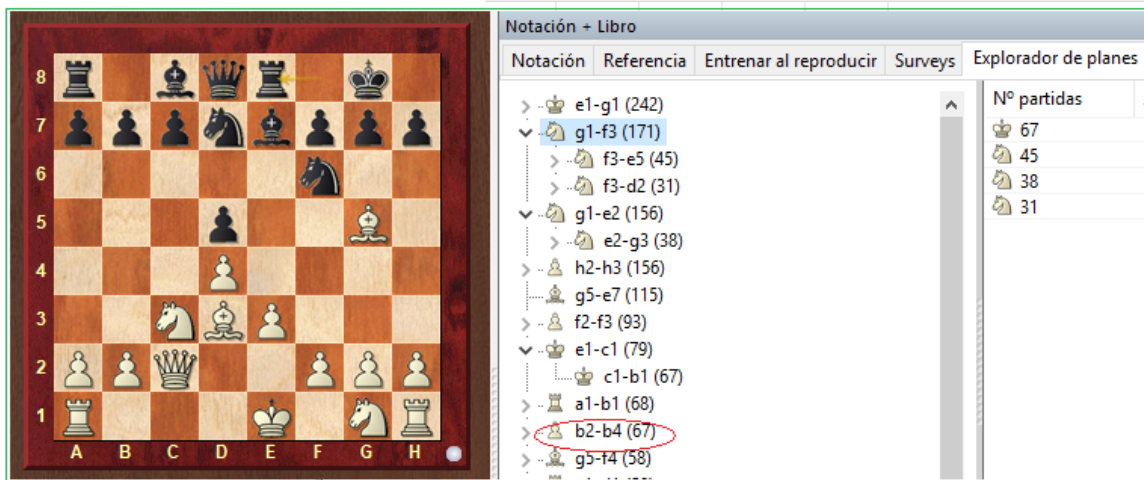 Notación + Libro
Notación Referencia Entrenar al reproducir Surveys Explorador de planes
e1-g1 (242)
g1-f3 (171)
f3-e5 (45)
f3-d2 (31)
g1-e2 (156)
e2-g3 (38)
h2-h3 (156)
g5-e7 (115)
f2-f3 (93)
e1-c1 (79)
c1-b1 (67)
a1-b1 (68)
b2-b4 (67)
g5-f4 (58)
Nº partidas
67
45
38
31
8
7
6
5
4
3
2
1
A B C D E F G H